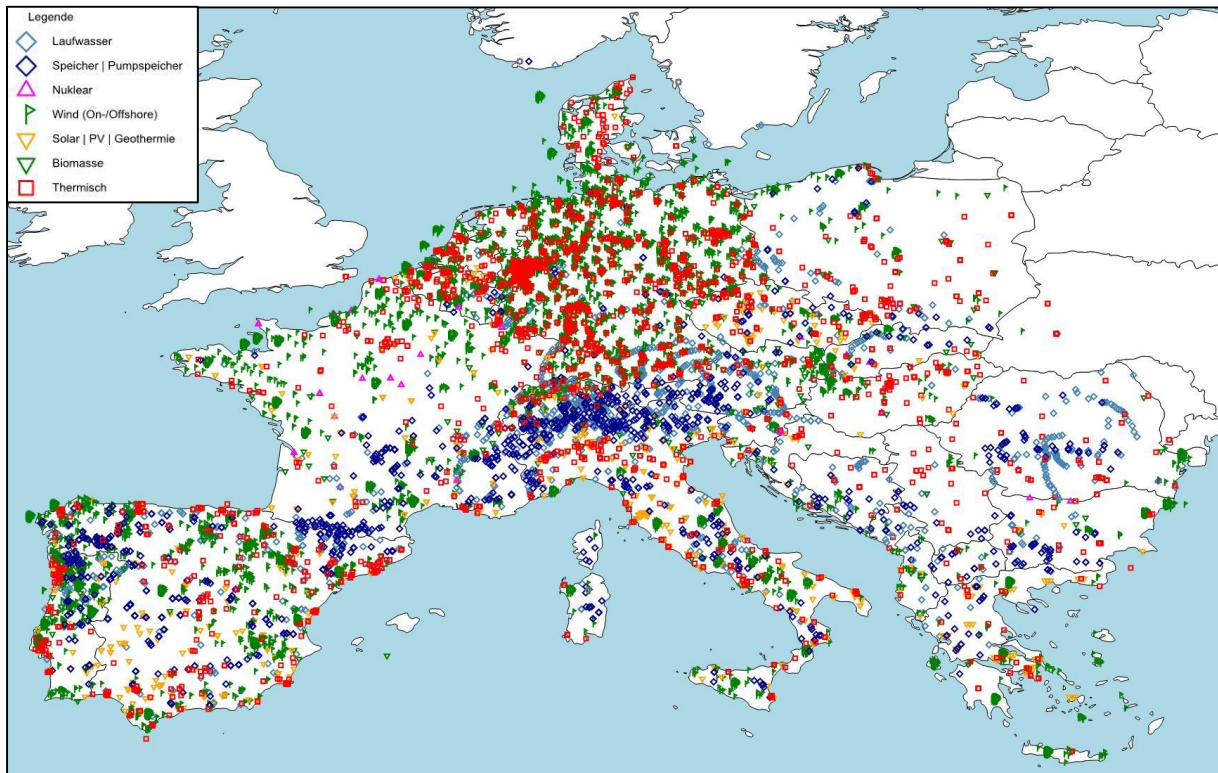 Legende
Laufwasser
Speicher | Pumpspeicher
Nuklear
Wind (On-/Offshore)
Solar | PV | Geothermie
Biomasse
Thermisch